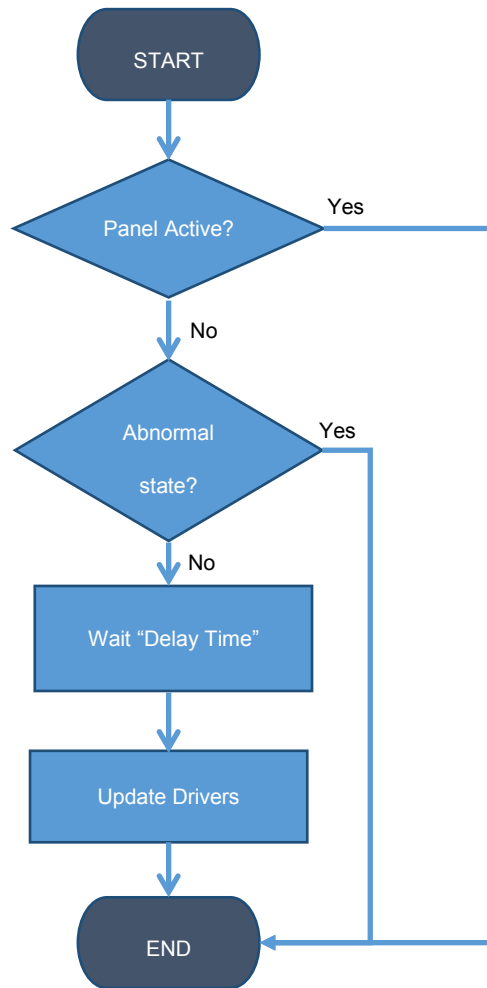 START
Panel Active?
Yes
No
Abnormal
state?
Yes
No
Wait “Delay Time”
Update Drivers
END